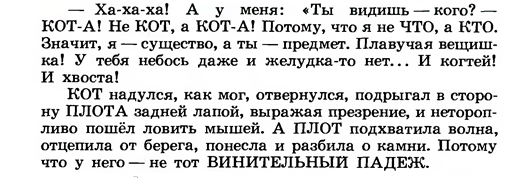 — Ха-ха-ха! А у меня: «Ты видишь — кого? —
КОТ-А! Не КОТ, а КОТ-А! Потому, что я не ЧТО, а КТО.
Значит, я — существо, а ты — предмет. Плавучая вещиш-
ка! У тебя небось даже и желудка-то нет... И когтей!
И хвоста!
КОТ надулся, как мог, отвернулся, подрыгал в сторо-
ну ПЛОТА задней лапой, выражая презрение, и нетороп-
ливо пошёл ловить мышей. А ПЛОТ подхватила волна,
отцепила от берега, понесла и разбила о камни. Потому
что у него — не тот ВИНИТЕЛЬНЫЙ ПАДЕЖ.